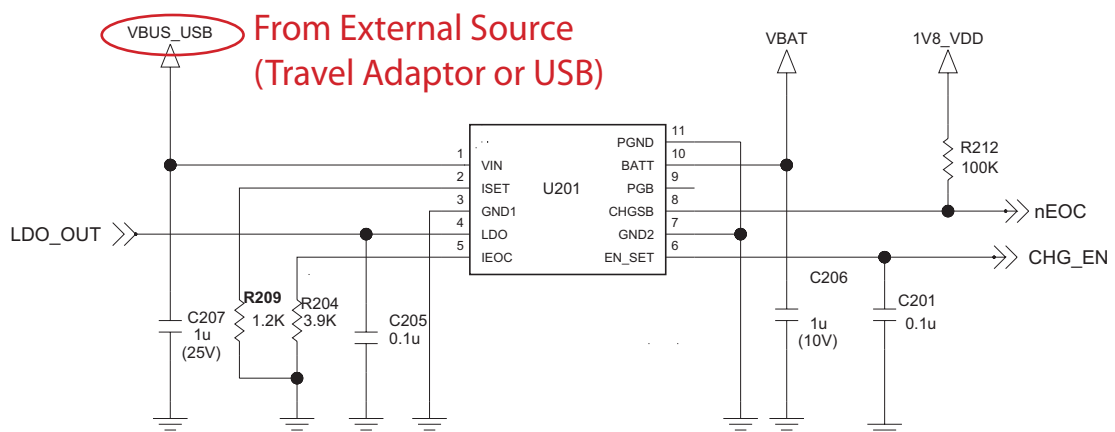 VBUS_USB
From External Source
(Travel Adaptor or USB)
VBAT
1V8_VDD
R212
100K
1
VIN
2
ISET
3
GND1
4
LDO
5
IEOC
U201
PGND
11
BATT
10
PGB
9
CHGSB
8
GND2
7
EN_SET
6
LDO_OUT
nEOC
CHG_EN
C207
1u
(25V)
R209
1.2K
R204
3.9K
C205
0.1u
C206
1u
(10V)
C201
0.1u